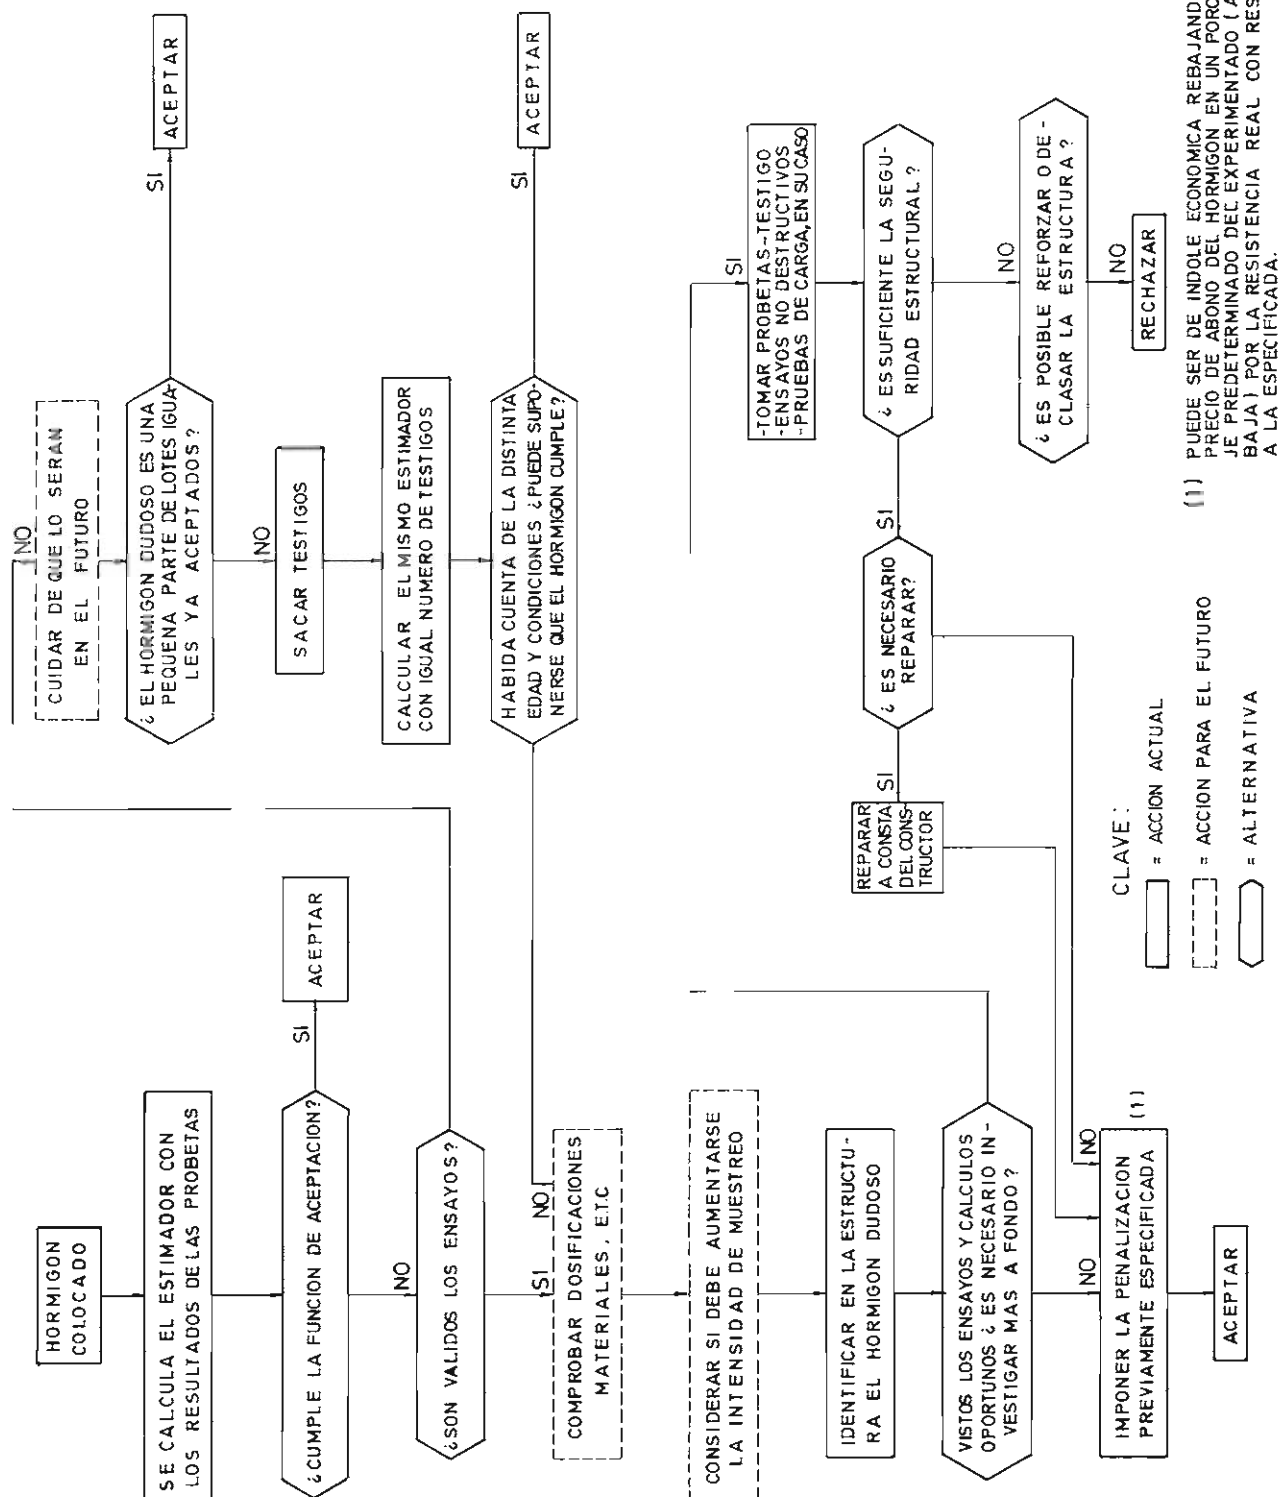 HORMIGON
COLOCADO
SE CALCULA EL ESTIMADOR CON
LOS RESULTADOS DE LAS PROBETAS
¿CUMPLE LA FUNCION DE ACEPTACION?
SI
ACEPTAR
NO
¿SON VALIDOS LOS ENSAYOS?
SI
NO
COMPROBAR DOSIFICACIONES
MATERIALES, ETC
CONSIDERAR SI DEBE AUMENTARSE
LA INTENSIDAD DE MUESTREO
IDENTIFICAR EN LA ESTRUCTU-
RA EL HORMIGON DUDOSO
VISTOS LOS ENSAYOS Y CALCULOS
OPORTUNOS ¿ ES NECESARIO IN-
VESTIGAR MAS A FONDO?
NO
NO
IMPONER LA PENALIZACION
PREVIAMENTE ESPECIFICADA
(1)
ACEPTAR
NO
CUIDAR DE QUE LO SERAN
EN EL FUTURO
¿ EL HORMIGON DUDOSO ES UNA
PEQUENA PARTE DE LOTES IGUA-
LES YA ACEPTADOS?
SI
ACEPTAR
NO
SACAR TESTIGOS
CALCULAR EL MISMO ESTIMADOR
CON IGUAL NUMERO DE TESTIGOS
HABIDA CUENTA DE LA DISTINTA
EDAD Y CONDICIONES ¿PUEDE SUPO-
NERSE QUE EL HORMIGON CUMPLE?
SI
ACEPTAR
SI
-TOMAR PROBETAS-TESTIGO
-ENSAYOS NO DESTRUCTIVOS
-PRUEBAS DE CARGA, EN SU CASO
¿ ES SUFICIENTE LA SEGU-
RIDAD ESTRUCTURAL?
SI
¿ ES NECESARIO
REPARAR?
SI
REPARAR
A CONSTA
DEL CONS-
TRUCTOR
NO
¿ ES POSIBLE REFORZAR O DE-
CLASAR LA ESTRUCTURA?
NO
RECHAZAR
CLAVE:
= ACCION ACTUAL
= ACCION PARA EL FUTURO
= ALTERNATIVA
(1) PUEDE SER DE INDOLE ECONOMICA REBAJAND
PRECIO DE ABONO DEL HORMIGON EN UN PORC
JE PREDETERMINADO DEL EXPERIMENTADO (A
BAJA) POR LA RESISTENCIA REAL CON RES
A LA ESPECIFICADA.